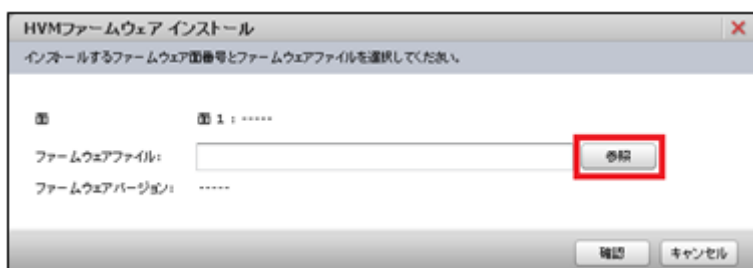 HVMファームウェア インストール
インストールするファームウェア面番号とファームウェアファイルを選択してください。
面 面 1 : -----
ファームウェアファイル: 参照
ファームウェアバージョン: -----
確認 キャンセル